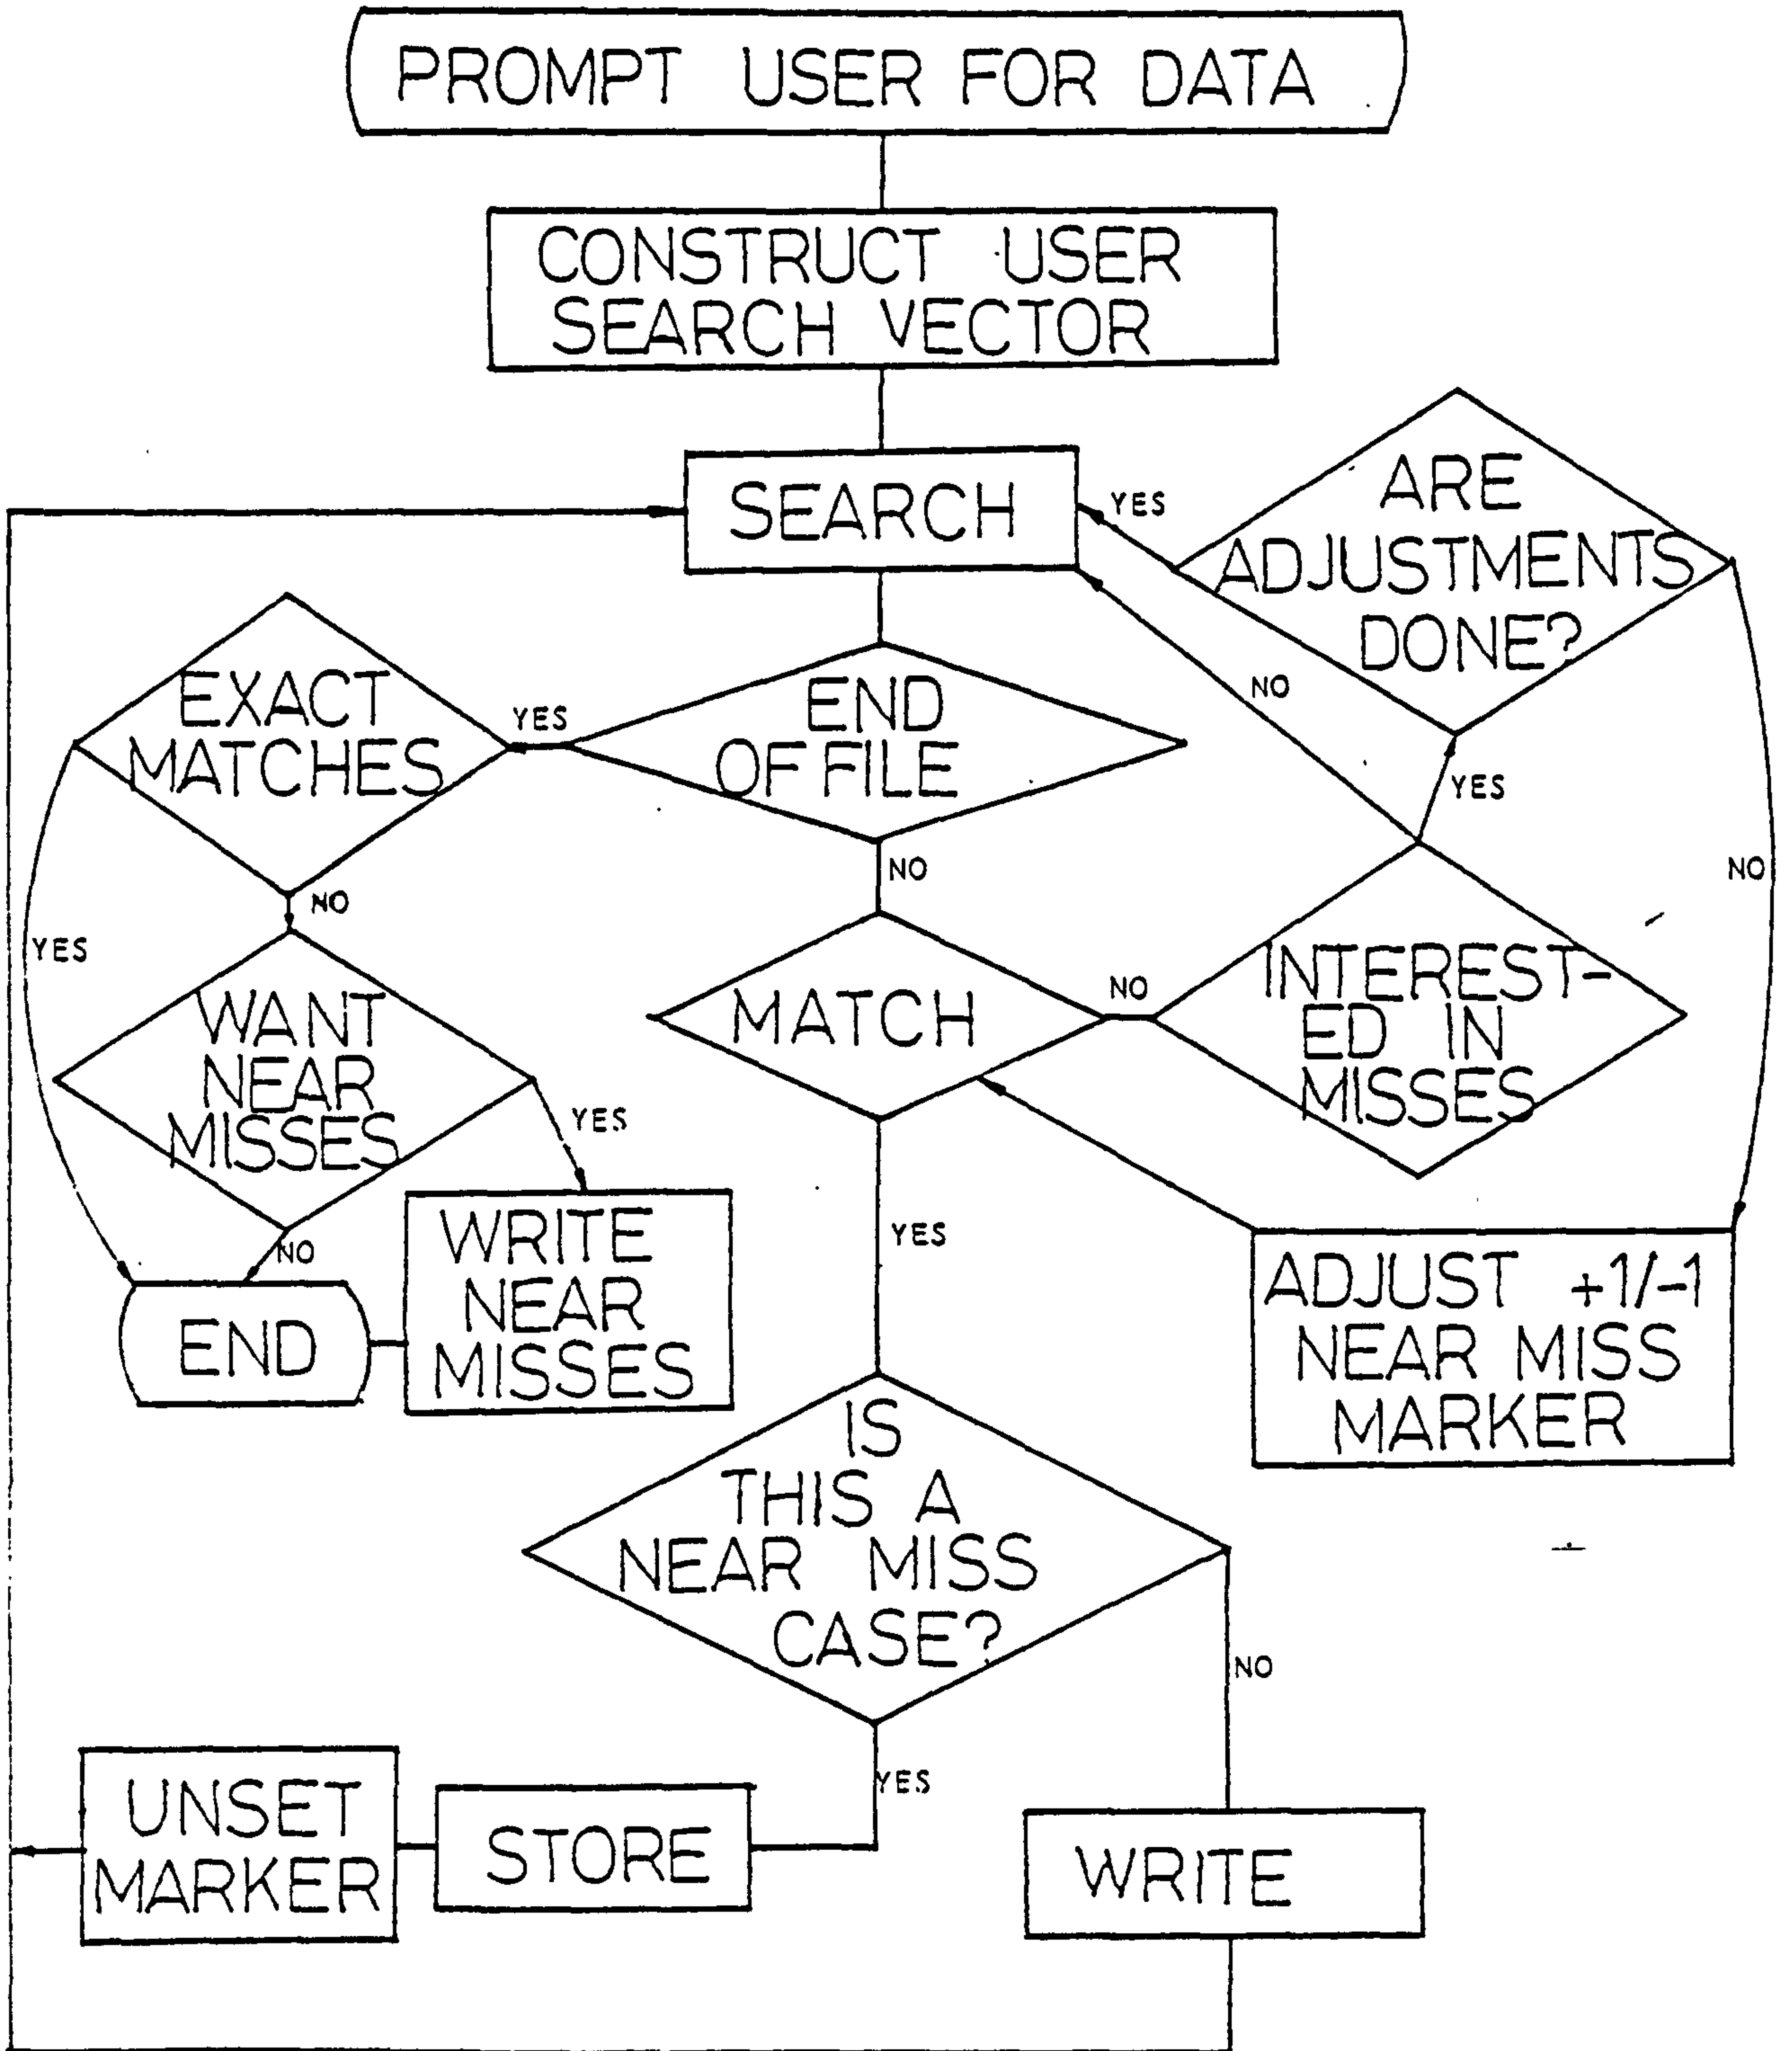 PROMPT USER FOR DATA
CONSTRUCT USER
SEARCH VECTOR
SEARCH
YES
ARE
ADJUSTMENTS
DONE?
NO
EXACT
MATCHES
YES
END
OF FILE
YES
NO
NO
NO
YES
WANT
NEAR
MISSES
MATCH
NO
INTEREST-
ED IN
MISSES
YES
NO
YES
WRITE
NEAR
MISSES
END
ADJUST +1/-1
NEAR MISS
MARKER
IS
THIS A
NEAR MISS
CASE?
NO
YES
UNSET
MARKER
STORE
WRITE